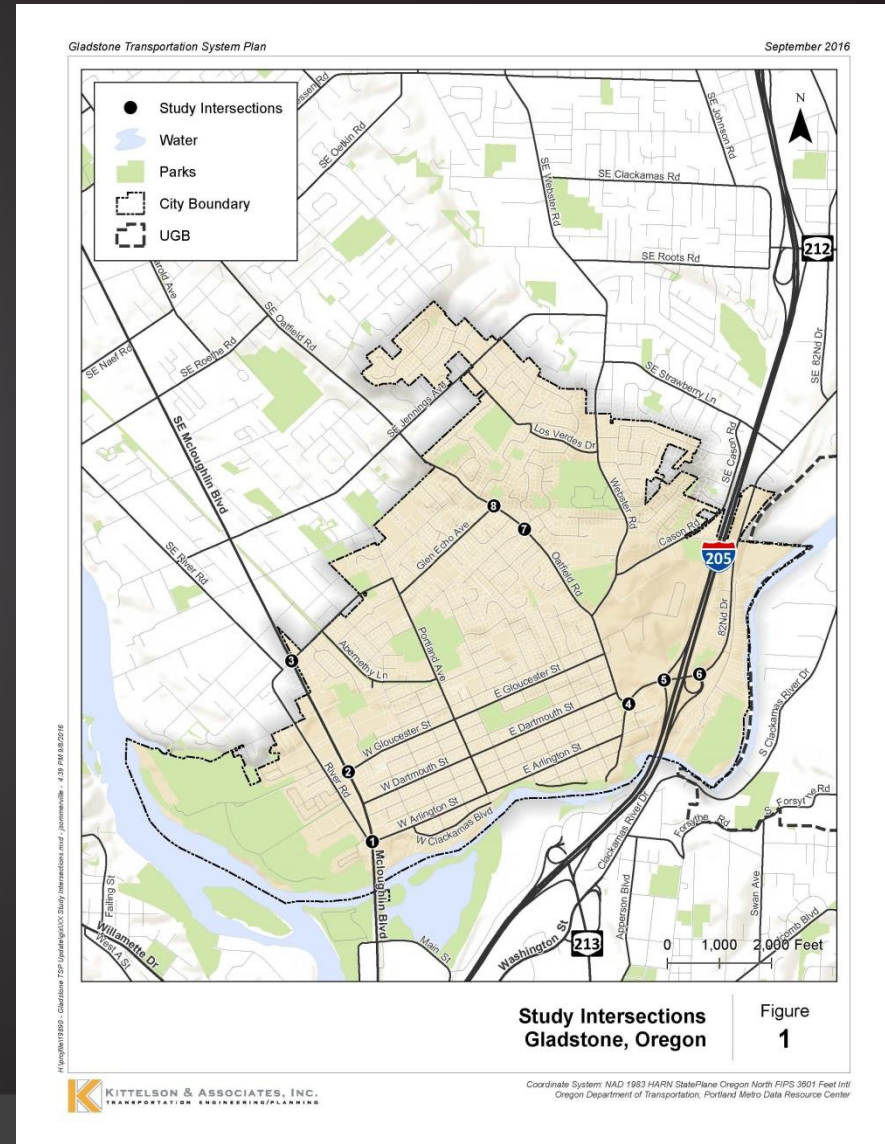 Gladstone Transportation System Plan
September 2016
Study Intersections
Water
Parks
City Boundary
UGB
N
SE Oetkin Rd
SE Webster Rd
SE Johnson Rd
SE Clackamas Rd
SE Roots Rd
212
SE 82Nd Dr
SE Naef Rd
SE Roethe Rd
SE Oatfield Rd
SE Jennings Ave
SE Strawberry Ln
SE Cason Rd
Los Verdes Dr
Webster Rd
Cason Rd
SE Mcloughlin Blvd
SE River Rd
8
7
Glen Echo Ave
Oatfield Rd
205
82Nd Dr
3
Abernethy Ln
Portland Ave
E Gloucester St
5
6
4
W Gloucester St
E Dartmouth St
2
W Dartmouth St
E Arlington St
River Rd
W Arlington St
W Clackamas Blvd
1
Mcloughlin Blvd
S Clackamas River Dr
Clackamas River Dr
Forsythe Rd
Failing St
Willamette Dr
West A St
Main St
Washington St
213
Apperson Blvd
Swan Ave
0 1,000 2,000 Feet
Study Intersections
Gladstone, Oregon
Figure
1
KITTELSON & ASSOCIATES, INC.
TRANSPORTATION ENGINEERING/PLANNING
Coordinate System: NAD 1983 HARN StatePlane Oregon North FIPS 3601 Feet Intl
Oregon Department of Transportation, Portland Metro Data Resource Center